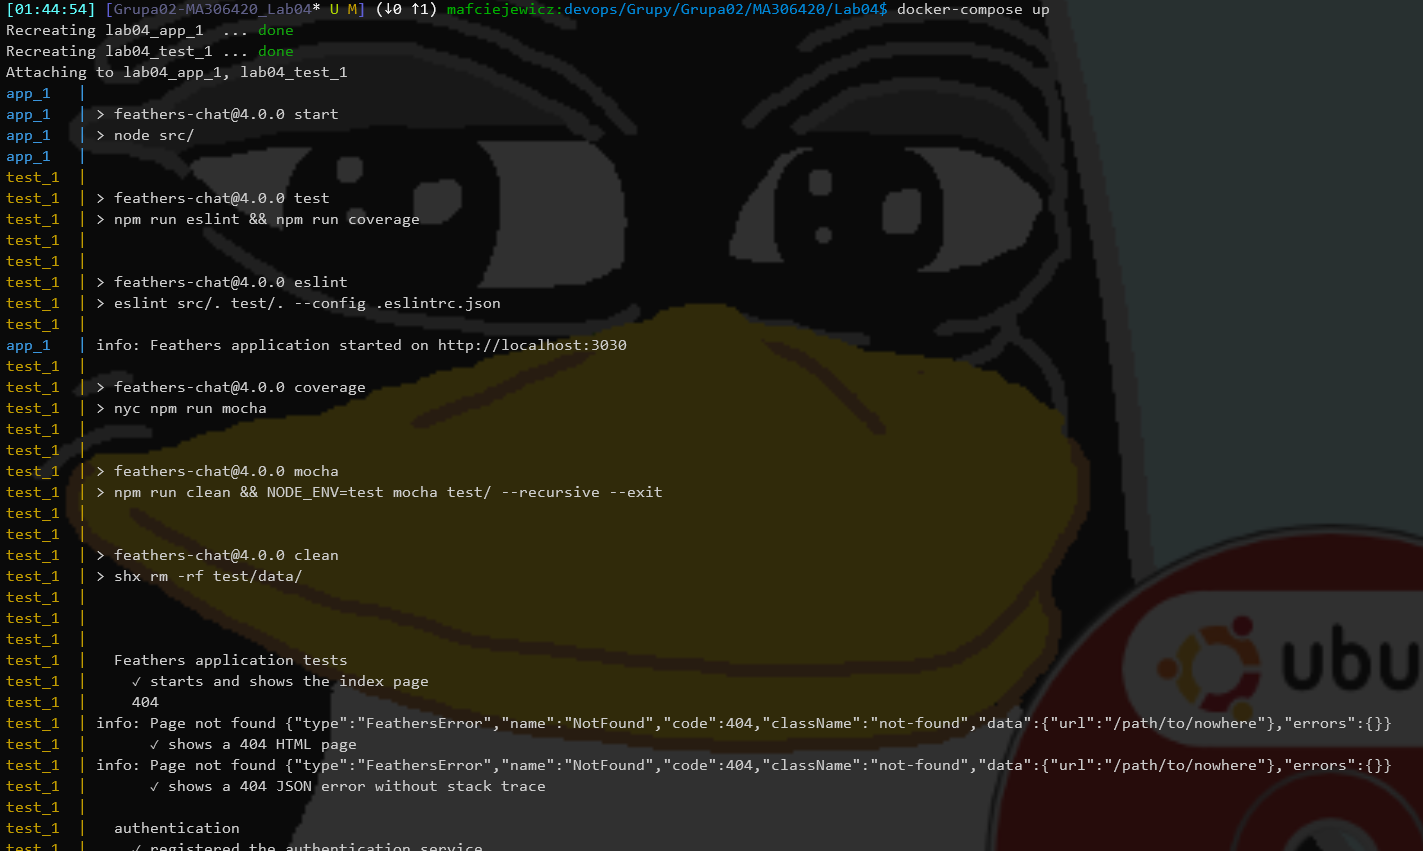 [01:44:54] [Grupa02-MA306420_Lab04* U M] (↓0 ↑1) mafciejewicz:devops/Grupy/Grupa02/MA306420/Lab04$ docker-compose up
Recreating lab04_app_1  ... done
Recreating lab04_test_1 ... done
Attaching to lab04_app_1, lab04_test_1
app_1   |
app_1   | > feathers-chat@4.0.0 start
app_1   | > node src/
app_1   |
test_1  |
test_1  | > feathers-chat@4.0.0 test
test_1  | > npm run eslint && npm run coverage
test_1  |
test_1  |
test_1  | > feathers-chat@4.0.0 eslint
test_1  | > eslint src/. test/. --config .eslintrc.json
test_1  |
app_1   | info: Feathers application started on http://localhost:3030
test_1  |
test_1  | > feathers-chat@4.0.0 coverage
test_1  | > nyc npm run mocha
test_1  |
test_1  |
test_1  | > feathers-chat@4.0.0 mocha
test_1  | > npm run clean && NODE_ENV=test mocha test/ --recursive --exit
test_1  |
test_1  |
test_1  | > feathers-chat@4.0.0 clean
test_1  | > shx rm -rf test/data/
test_1  |
test_1  |
test_1  |
test_1  |   Feathers application tests
test_1  |     ✓ starts and shows the index page
test_1  |     404
test_1  | info: Page not found {"type":"FeathersError","name":"NotFound","code":404,"className":"not-found","data":{"url":"/path/to/nowhere"},"errors":{}}
test_1  |       ✓ shows a 404 HTML page
test_1  | info: Page not found {"type":"FeathersError","name":"NotFound","code":404,"className":"not-found","data":{"url":"/path/to/nowhere"},"errors":{}}
test_1  |       ✓ shows a 404 JSON error without stack trace
test_1  |
test_1  |   authentication
test_1  |     ✓ registered the authentication service
ubu